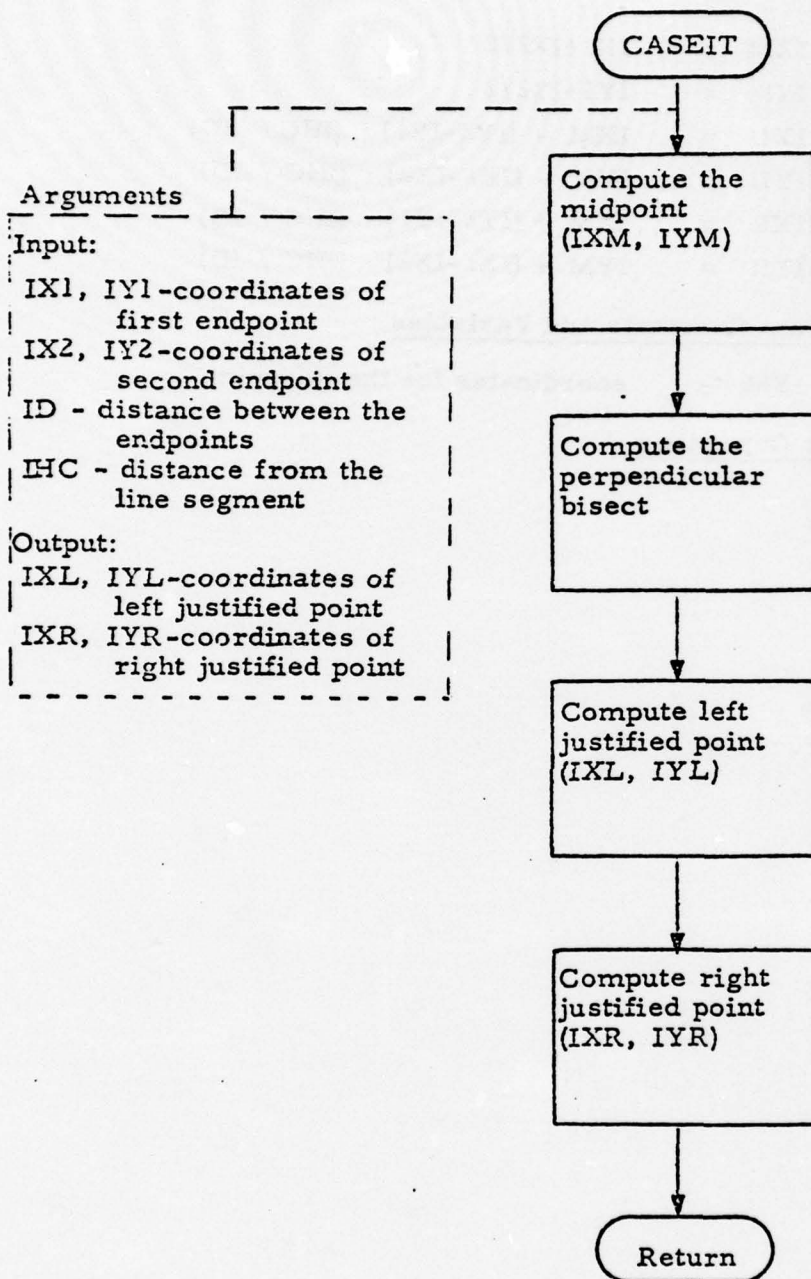 CASEIT
Arguments
Input:
IX1, IY1-coordinates of
first endpoint
IX2, IY2-coordinates of
second endpoint
ID - distance between the
endpoints
IHC - distance from the
line segment
Output:
IXL, IYL-coordinates of
left justified point
IXR, IYR-coordinates of
right justified point
Compute the
midpoint
(IXM, IYM)
Compute the
perpendicular
bisect
Compute left
justified point
(IXL, IYL)
Compute right
justified point
(IXR, IYR)
Return